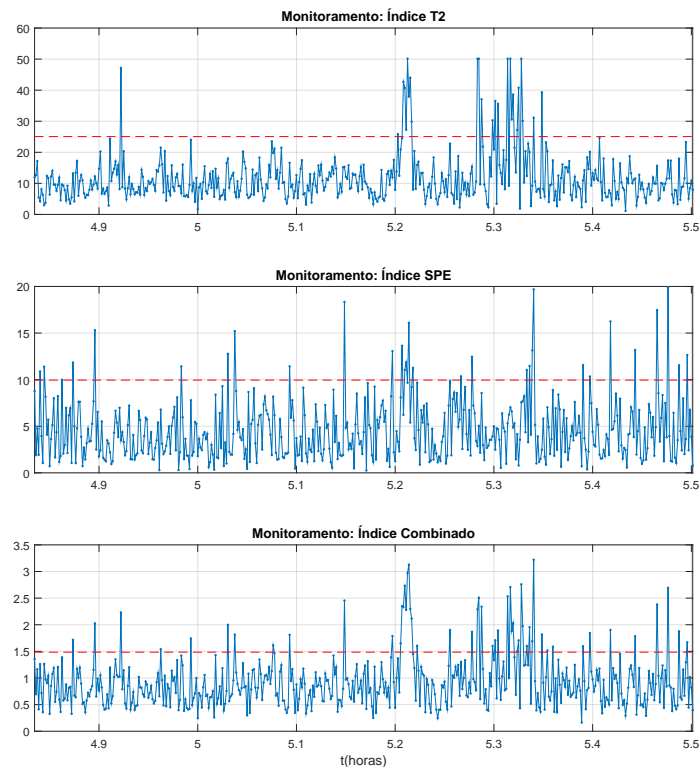 Monitoramento: Índice T2
60
50
40
30
20
10
0
4.9 5 5.1 5.2 5.3 5.4 5.5
Monitoramento: Índice SPE
20
15
10
5
0
4.9 5 5.1 5.2 5.3 5.4 5.5
Monitoramento: Índice Combinado
3.5
3
2.5
2
1.5
1
0.5
0
4.9 5 5.1 5.2 5.3 5.4 5.5
t(horas)